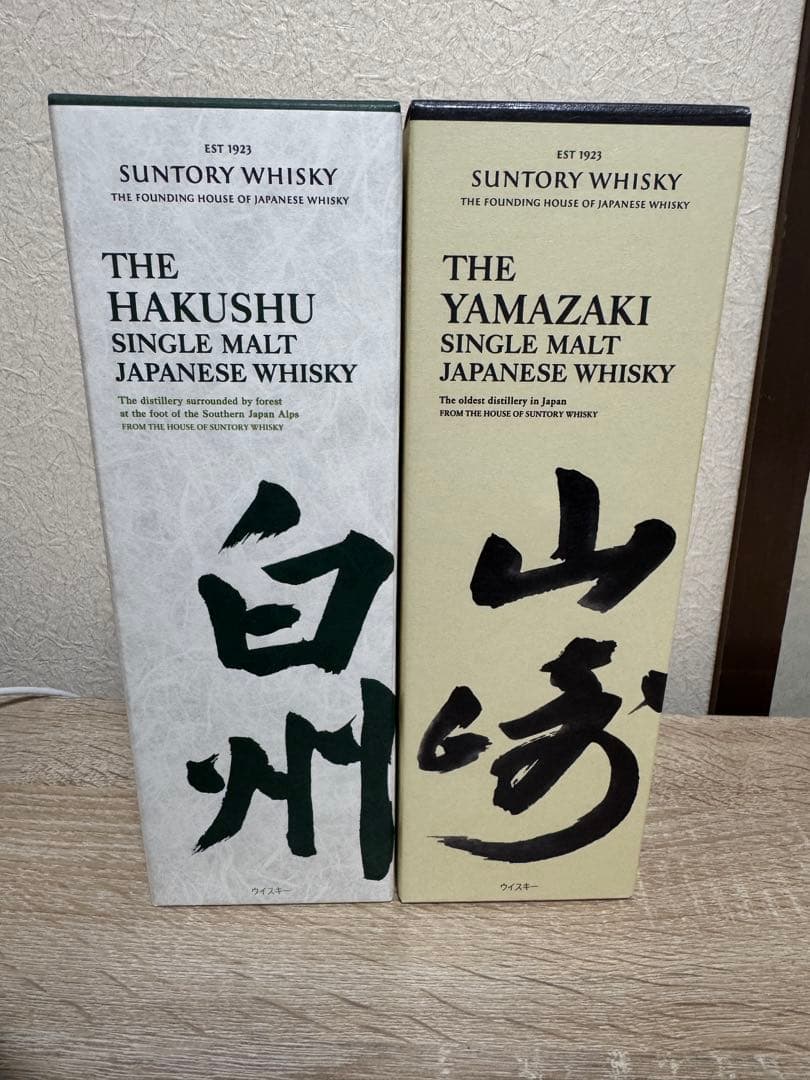 EST 1923
SUNTORY WHISKY
THE FOUNDING HOUSE OF JAPANESE WHISKY
THE
HAKUSHU
SINGLE MALT
JAPANESE WHISKY
The distillery surrounded by forest
at the foot of the Southern Japan Alps
FROM THE HOUSE OF SUNTORY WHISKY
白
州
ウイスキー
EST 1923
SUNTORY WHISKY
THE FOUNDING HOUSE OF JAPANESE WHISKY
THE
YAMAZAKI
SINGLE MALT
JAPANESE WHISKY
The oldest distillery in Japan
FROM THE HOUSE OF SUNTORY WHISKY
山
崎
ウイスキー